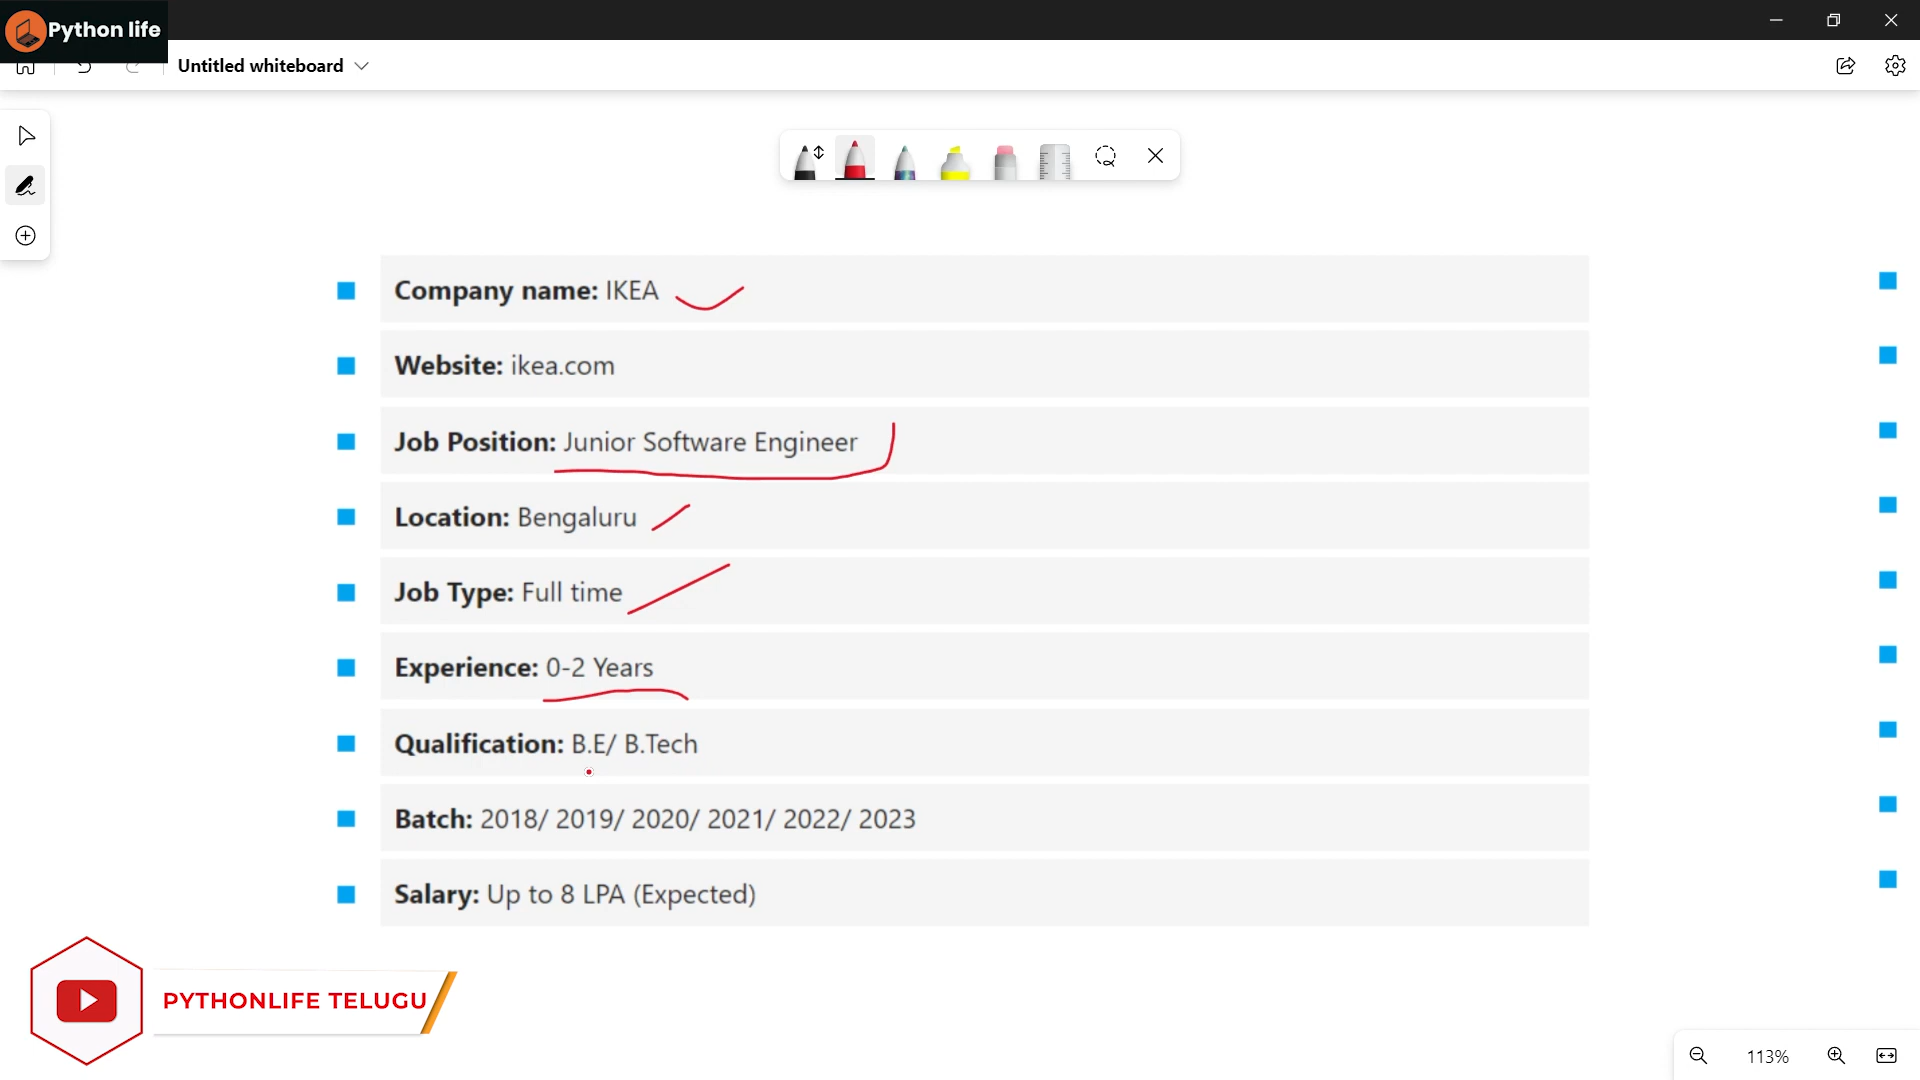 Python life
Untitled whiteboard
Company name: IKEA
Website: ikea.com
Job Position: Junior Software Engineer
Location: Bengaluru
Job Type: Full time
Experience: 0-2 Years
Qualification: B.E/ B.Tech
Batch: 2018/ 2019/ 2020/ 2021/ 2022/ 2023
Salary: Up to 8 LPA (Expected)
PYTHONLIFE TELUGU
113%